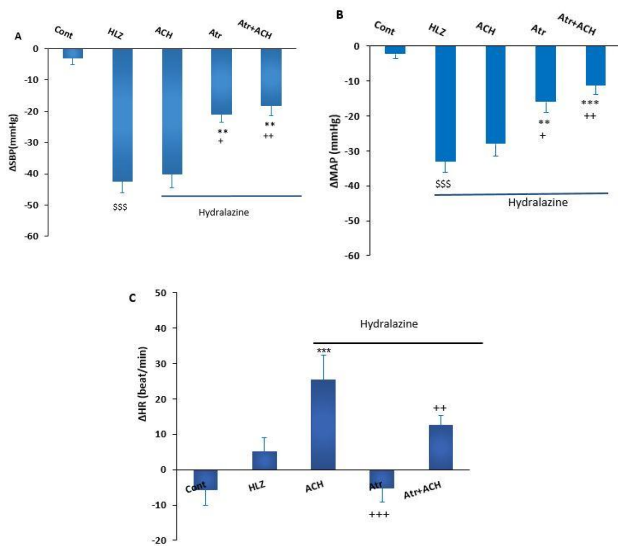 A
Cont HLZ ACH Atr Atr+ACH
0
-10
-20
-30
-40
-50
-60
ΔSBP(mmHg)
$$$
**
+
**
++
Hydralazine
B
Cont HLZ ACH Atr Atr+ACH
0
-10
-20
-30
-40
-50
-60
ΔMAP (mmHg)
$$$
**
+
***
++
Hydralazine
C
50
40
30
20
10
0
-10
-20
ΔHR (beat/min)
Hydralazine
***
++
Cont HLZ ACH Atr Atr+ACH
+++